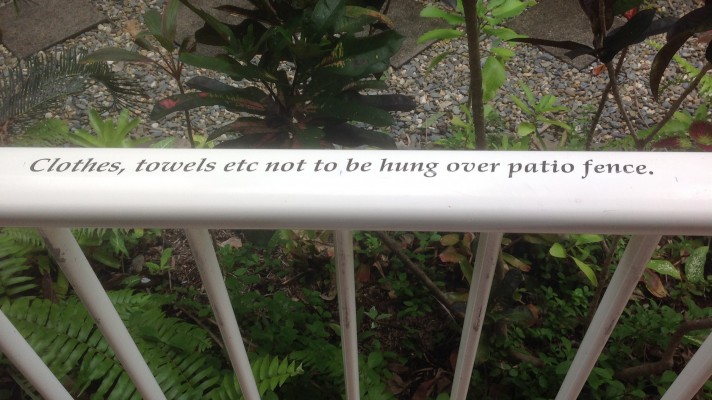 Clothes, towels etc not to be hung over patio fence.